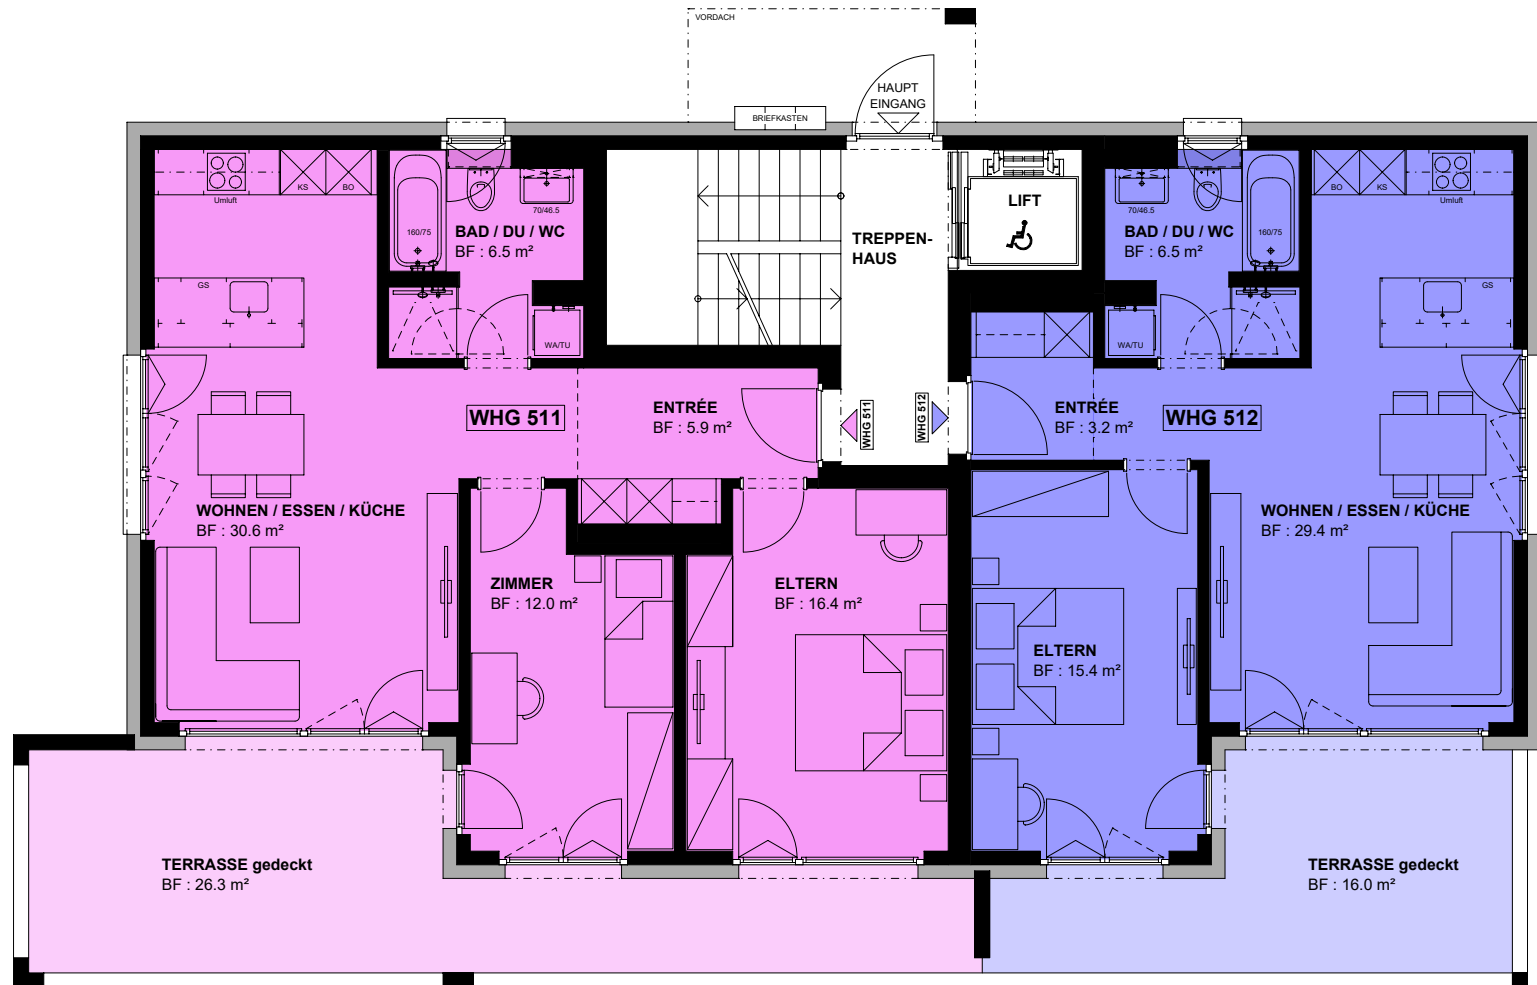 VORDACH
HAUPT
EINGANG
BRIEFKASTEN
KS
BO
Umluft
160/75
70/46.5
BAD / DU / WC
BF : 6.5 m²
GS
WA/TU
TREPPEN-
HAUS
LIFT
70/46.5
BAD / DU / WC
BF : 6.5 m²
160/75
BO
KS
Umluft
GS
WA/TU
WHG 511
ENTRÉE
BF : 5.9 m²
WHG 511
WHG 512
ENTRÉE
BF : 3.2 m²
WHG 512
WOHNEN / ESSEN / KÜCHE
BF : 30.6 m²
WOHNEN / ESSEN / KÜCHE
BF : 29.4 m²
ZIMMER
BF : 12.0 m²
ELTERN
BF : 16.4 m²
ELTERN
BF : 15.4 m²
TERRASSE gedeckt
BF : 26.3 m²
TERRASSE gedeckt
BF : 16.0 m²